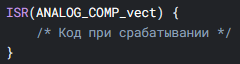 ISR(ANALOG_COMP_vect) {
/* Код при срабатывании */
}